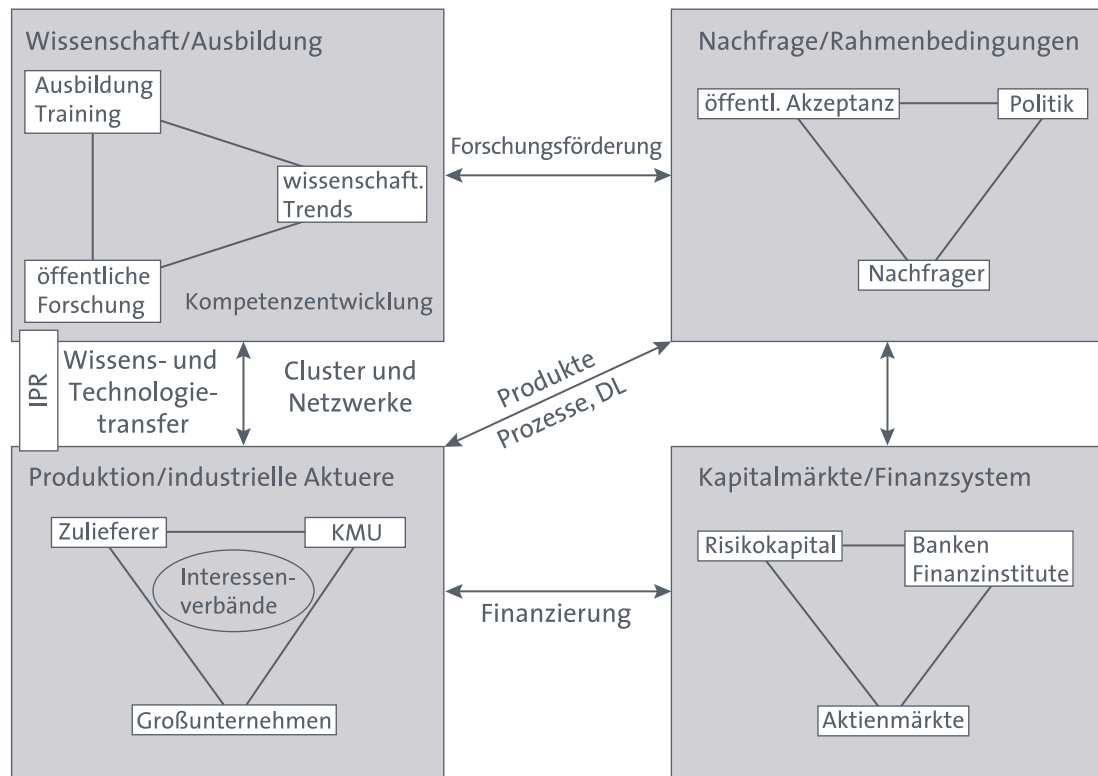 Wissenschaft/Ausbildung
Ausbildung
Training
wissenschaft.
Trends
öffentliche
Forschung
Kompetenzentwicklung
Forschungsförderung
Nachfrage/Rahmenbedingungen
öffentl. Akzeptanz
Politik
Nachfrager
IPR
Wissens- und
Technologie-
transfer
Cluster und
Netzwerke
Produkte
Prozesse, DL
Produktion/industrielle Aktuere
Zulieferer
KMU
Interessen-
verbände
Großunternehmen
Finanzierung
Kapitalmärkte/Finanzsystem
Risikokapital
Banken
Finanzinstitute
Aktienmärkte